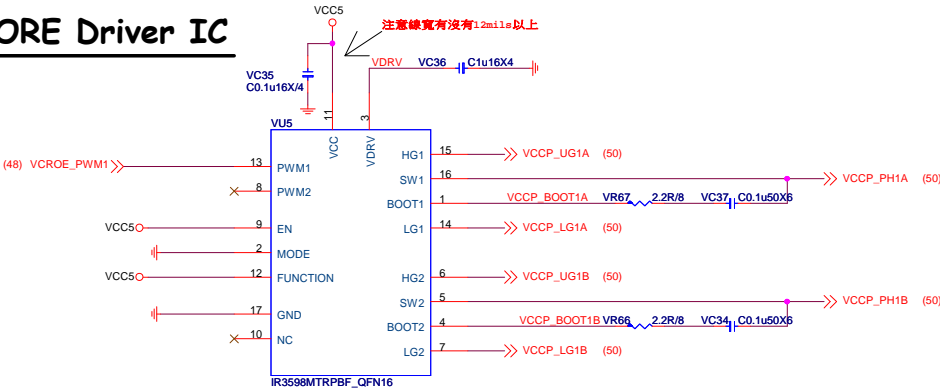 ORE Driver IC
VCC5
注意線寬有沒有12mils以上
VC35
C0.1u16X/4
VDRV VC36 C1u16X4
VU5
11 3
VCC VDRV
(48) VCROE_PWM1 13 PWM1
8 PWM2
VCC5 9 EN
2 MODE
VCC5 12 FUNCTION
17 GND
10 NC
HG1 15 VCCP_UG1A (50)
SW1 16 VCCP_PH1A (50)
BOOT1 1 VCCP_BOOT1A VR67 2.2R/8 VC37 C0.1u50X6
LG1 14 VCCP_LG1A (50)
HG2 6 VCCP_UG1B (50)
SW2 5 VCCP_PH1B (50)
BOOT2 4 VCCP_BOOT1B VR66 2.2R/8 VC34 C0.1u50X6
LG2 7 VCCP_LG1B (50)
IR3598MTRPBF_QFN16